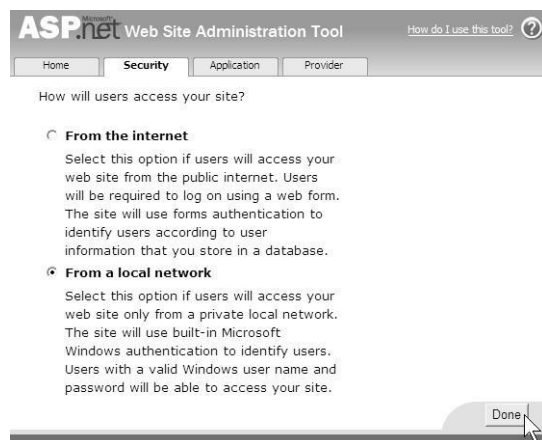 Microsoft
ASP.net Web Site Administration Tool How do I use this tool? ?
Home Security Application Provider
How will users access your site?
From the internet
Select this option if users will access your
web site from the public internet. Users
will be required to log on using a web form.
The site will use forms authentication to
identify users according to user
information that you store in a database.
From a local network
Select this option if users will access your
web site only from a private local network.
The site will use built-in Microsoft
Windows authentication to identify users.
Users with a valid Windows user name and
password will be able to access your site.
Done